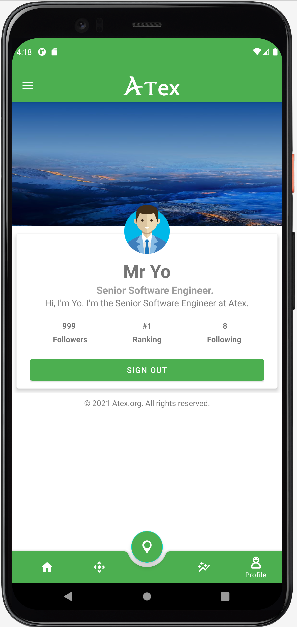 4:18
ATEX
Mr Yo
Senior Software Engineer.
Hi, I'm Yo. I'm the Senior Software Engineer at Atex.
999 #1 8
Followers Ranking Following
SIGN OUT
© 2021 Atex.org. All rights reserved.
Profile